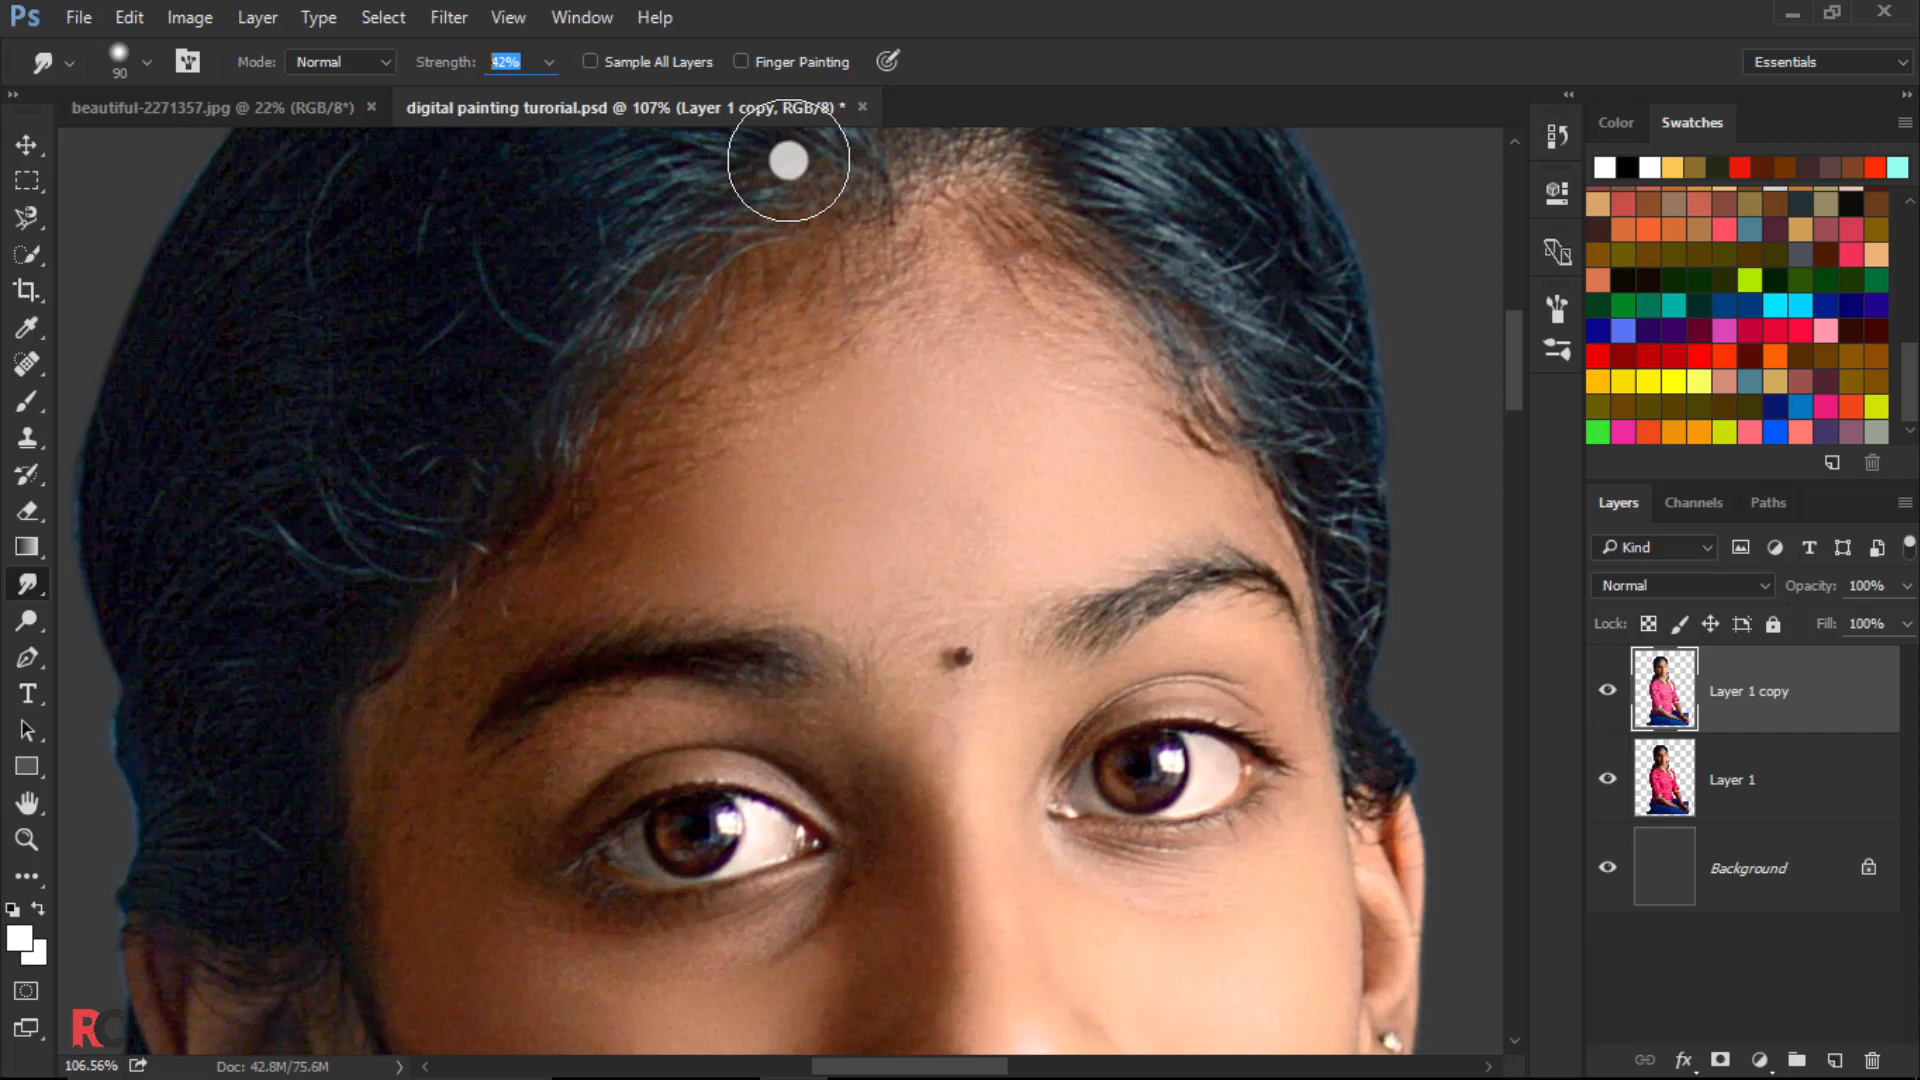 Ps File Edit Image Layer Type Select Filter View Window Help
90 Mode: Normal Strength: 42% Sample All Layers Finger Painting Essentials
beautiful-2271357.jpg @ 22% (RGB/8*) × digital painting turorial.psd @ 107% (Layer 1 copy, RGB/8) * ×
Color Swatches
Layers Channels Paths
Kind
Normal Opacity: 100%
Lock: Fill: 100%
Layer 1 copy
Layer 1
Background
RC
106.56% Doc: 42.8M/75.6M
fx